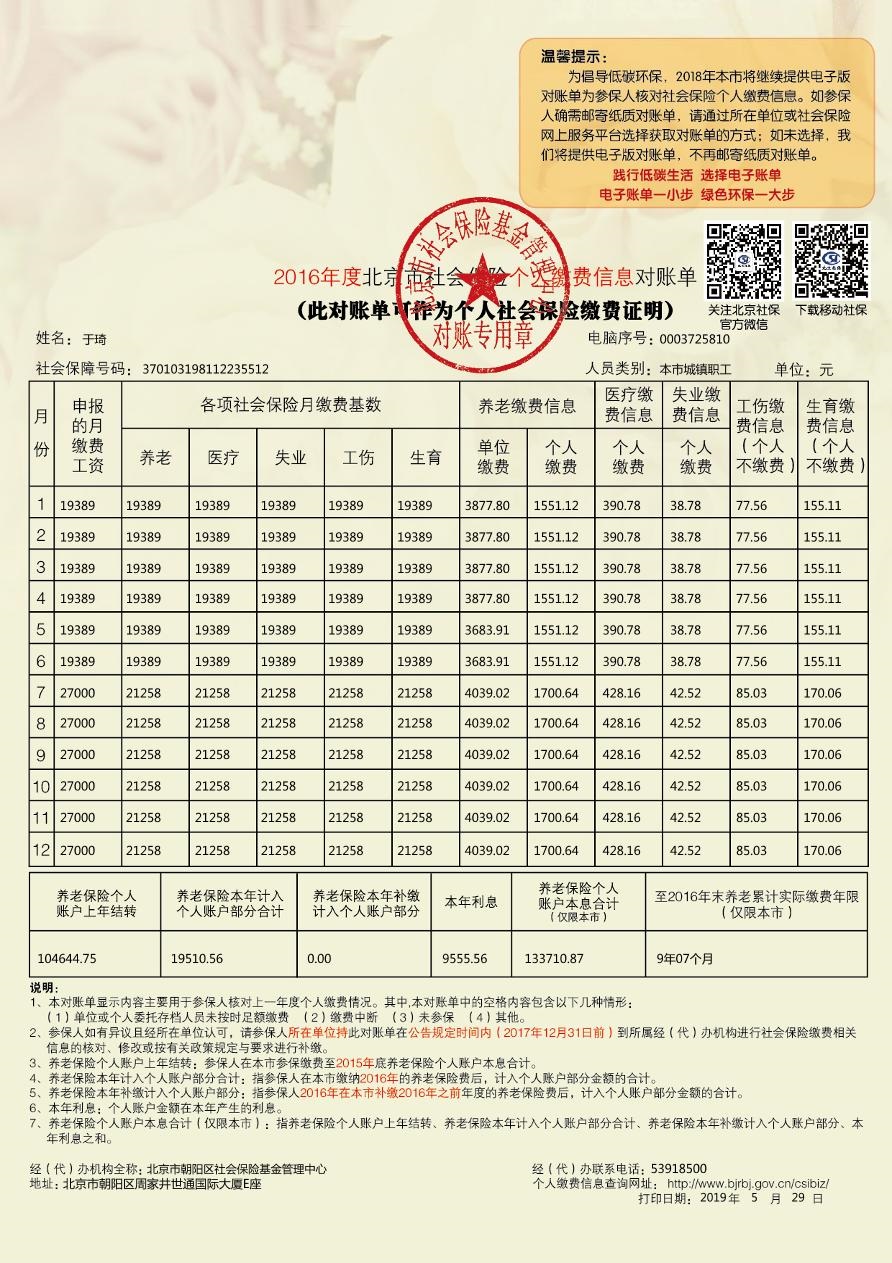 温馨提示：
为倡导低碳环保，2018年本市将继续提供电子版
对账单为参保人核对社会保险个人缴费信息。如参保
人确需邮寄纸质对账单，请通过所在单位或社会保险
网上服务平台选择获取对账单的方式；如未选择，我
们将提供电子版对账单，不再邮寄纸质对账单。
践行低碳生活 选择电子账单
电子账单一小步 绿色环保一大步
北京市社会保险基金管理中心
对账专用章
2016年度北京市社会保险个人缴费信息对账单
（此对账单可作为个人社会保险缴费证明）
关注北京社保
官方微信
下载移动社保
姓名：于琦 电脑序号：0003725810
社会保障号码：370103198112235512 人员类别：本市城镇职工 单位：元
月份 申报的月缴费工资 各项社会保险月缴费基数 养老缴费信息 医疗缴费信息 失业缴费信息 工伤缴费信息（个人不缴费） 生育缴费信息（个人不缴费）
养老 医疗 失业 工伤 生育 单位缴费 个人缴费 个人缴费 个人缴费
1 19389 19389 19389 19389 19389 19389 3877.80 1551.12 390.78 38.78 77.56 155.11
2 19389 19389 19389 19389 19389 19389 3877.80 1551.12 390.78 38.78 77.56 155.11
3 19389 19389 19389 19389 19389 19389 3877.80 1551.12 390.78 38.78 77.56 155.11
4 19389 19389 19389 19389 19389 19389 3877.80 1551.12 390.78 38.78 77.56 155.11
5 19389 19389 19389 19389 19389 19389 3683.91 1551.12 390.78 38.78 77.56 155.11
6 19389 19389 19389 19389 19389 19389 3683.91 1551.12 390.78 38.78 77.56 155.11
7 27000 21258 21258 21258 21258 21258 4039.02 1700.64 428.16 42.52 85.03 170.06
8 27000 21258 21258 21258 21258 21258 4039.02 1700.64 428.16 42.52 85.03 170.06
9 27000 21258 21258 21258 21258 21258 4039.02 1700.64 428.16 42.52 85.03 170.06
10 27000 21258 21258 21258 21258 21258 4039.02 1700.64 428.16 42.52 85.03 170.06
11 27000 21258 21258 21258 21258 21258 4039.02 1700.64 428.16 42.52 85.03 170.06
12 27000 21258 21258 21258 21258 21258 4039.02 1700.64 428.16 42.52 85.03 170.06
养老保险个人账户上年结转 养老保险本年计入个人账户部分合计 养老保险本年补缴计入个人账户部分 本年利息 养老保险个人账户本息合计（仅限本市） 至2016年末养老累计实际缴费年限（仅限本市）
104644.75 19510.56 0.00 9555.56 133710.87 9年07个月
说明：
1、本对账单显示内容主要用于参保人核对上一年度个人缴费情况。其中,本对账单中的空格内容包含以下几种情形：
（1）单位或个人委托存档人员未按时足额缴费 （2）缴费中断 （3）未参保 （4）其他。
2、参保人如有异议且经所在单位认可，请参保人所在单位持此对账单在公告规定时间内（2017年12月31日前）到所属经（代）办机构进行社会保险缴费相关
信息的核对、修改或按有关政策规定与要求进行补缴。
3、养老保险个人账户上年结转：参保人在本市参保缴费至2015年底养老保险个人账户本息合计。
4、养老保险本年计入个人账户部分合计：指参保人在本市缴纳2016年的养老保险费后，计入个人账户部分金额的合计。
5、养老保险本年补缴计入个人账户部分：指参保人2016年在本市补缴2016年之前年度的养老保险费后，计入个人账户部分金额的合计。
6、本年利息：个人账户金额在本年产生的利息。
7、养老保险个人账户本息合计（仅限本市）：指养老保险个人账户上年结转、养老保险本年计入个人账户部分合计、养老保险本年补缴计入个人账户部分、本
年利息之和。
经（代）办机构全称：北京市朝阳区社会保险基金管理中心 经（代）办联系电话：53918500
地址：北京市朝阳区周家井世通国际大厦E座 个人缴费信息查询网址：http://www.bjrbj.gov.cn/csibiz/
打印日期：2019年 5 月 29 日